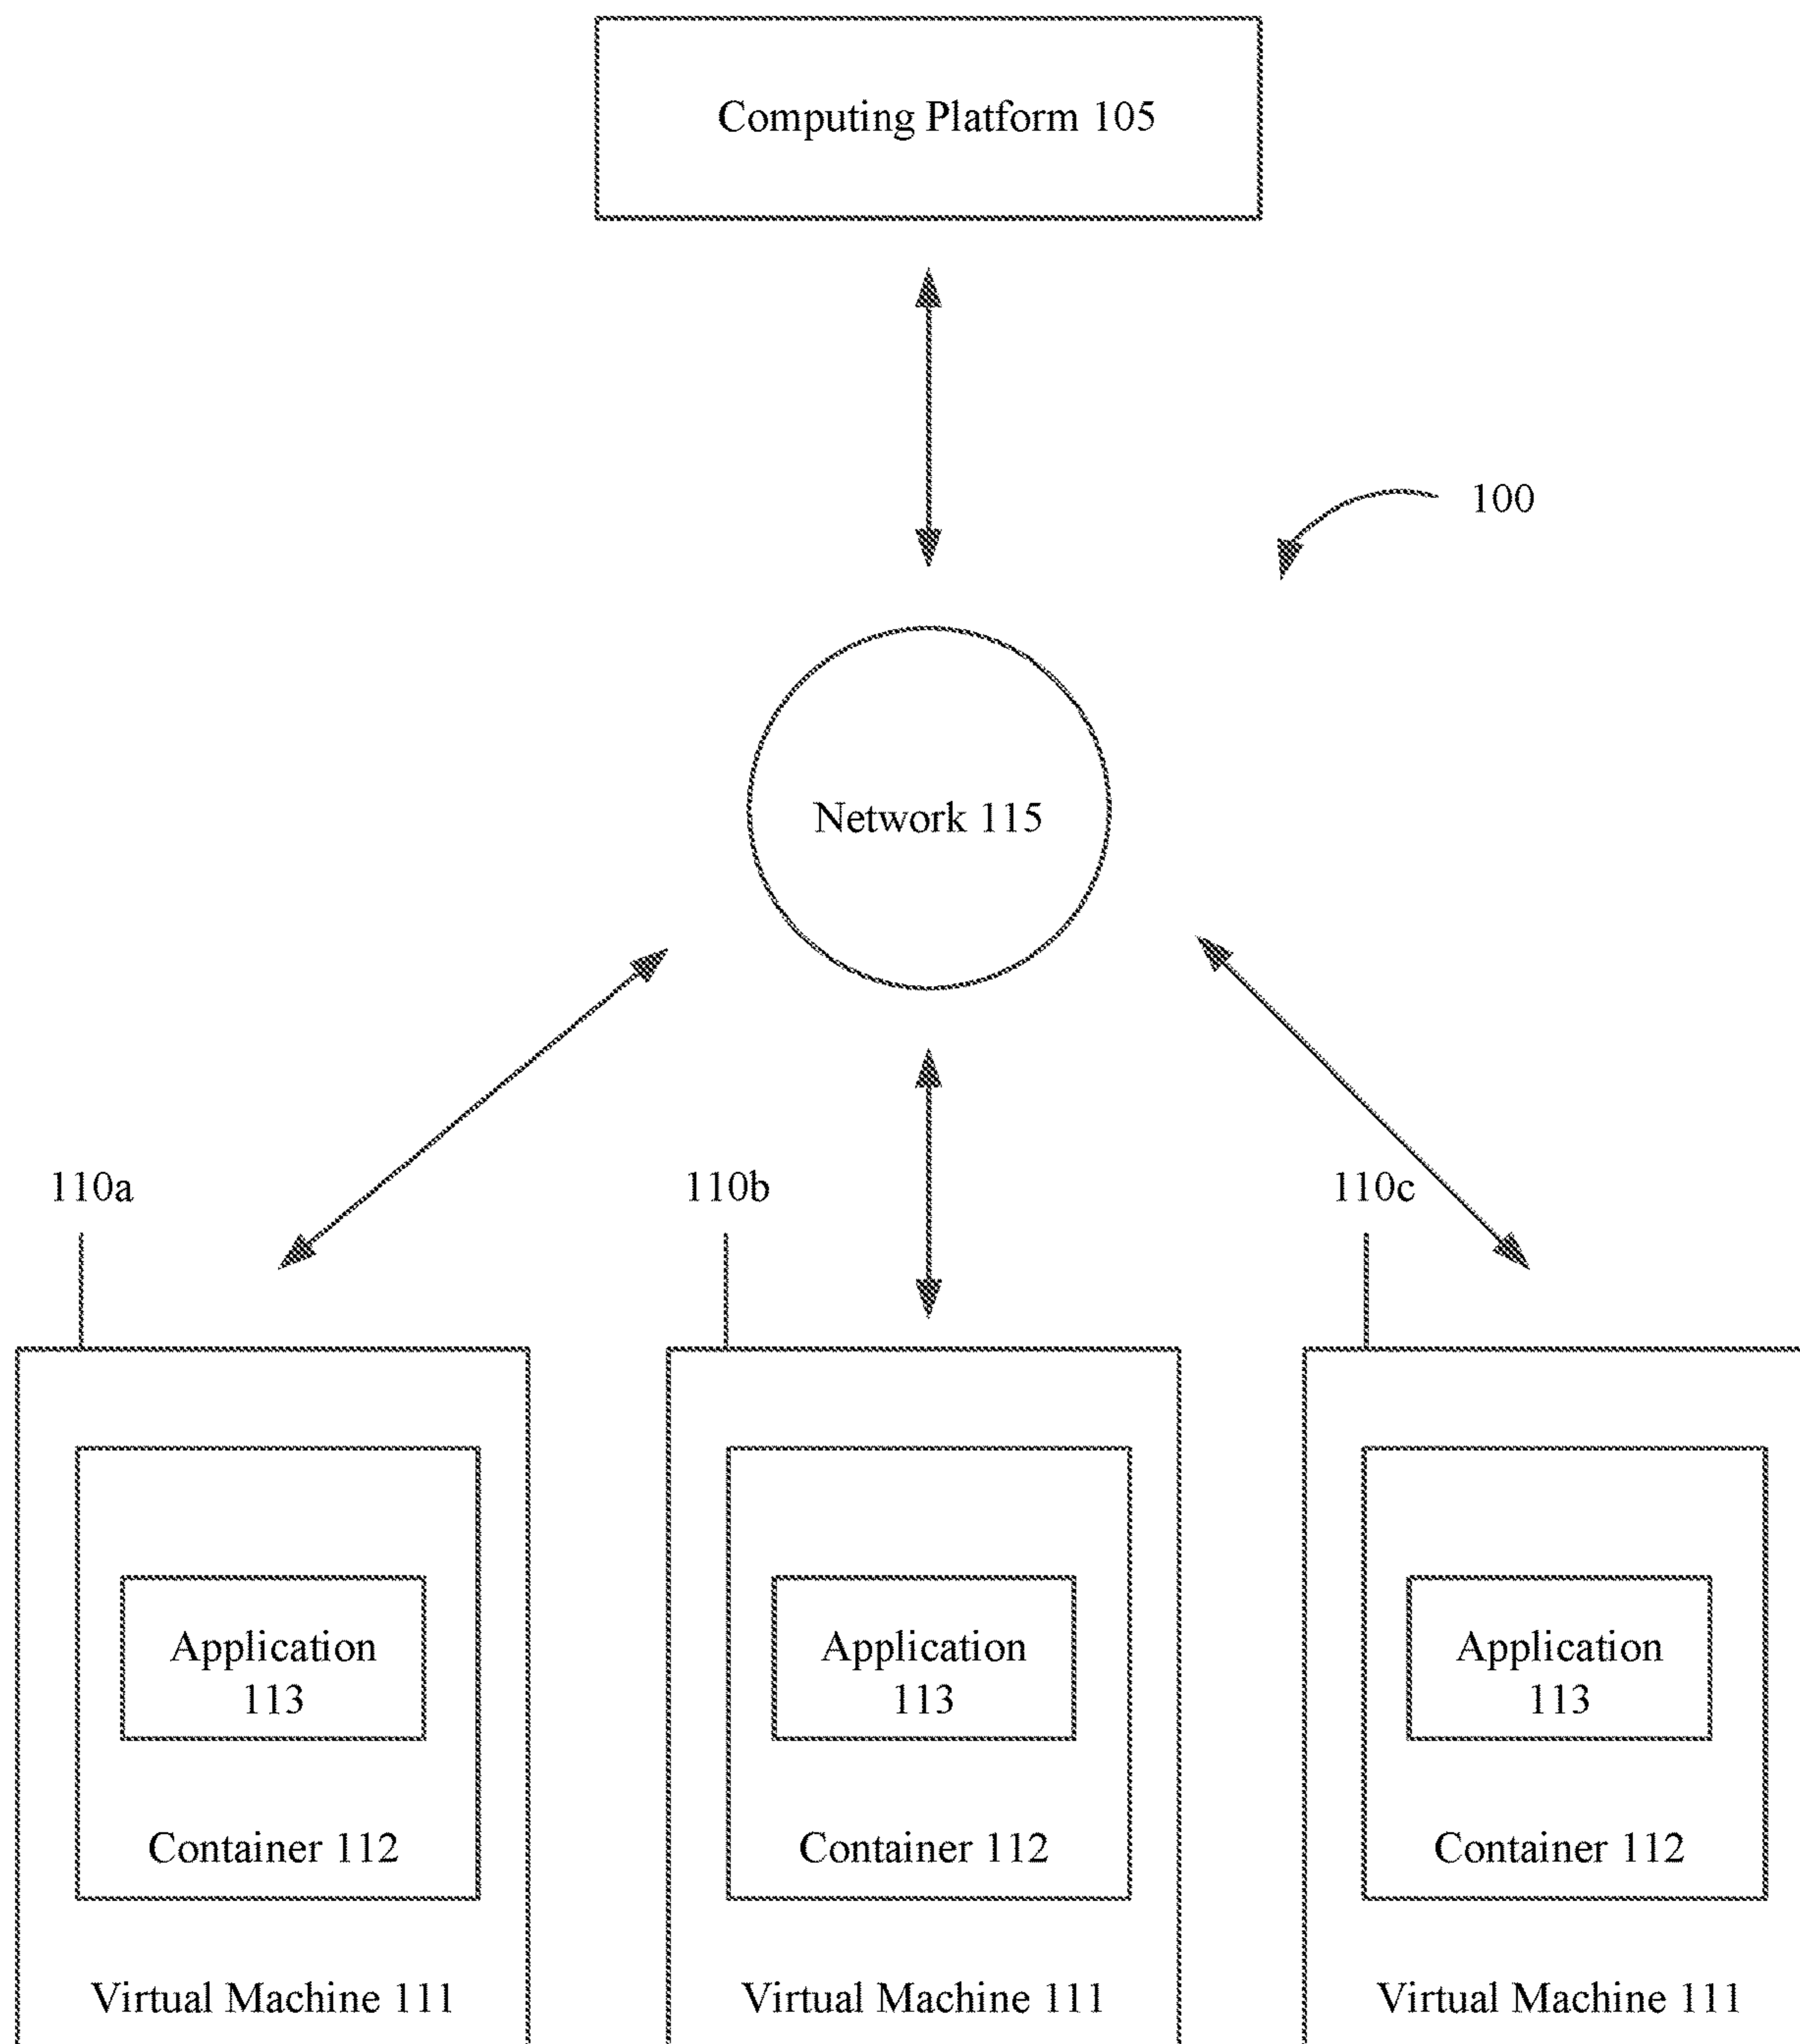 Computing Platform 105
100
Network 115
110a
110b
110c
Application
113
Application
113
Application
113
Container 112
Container 112
Container 112
Virtual Machine 111
Virtual Machine 111
Virtual Machine 111